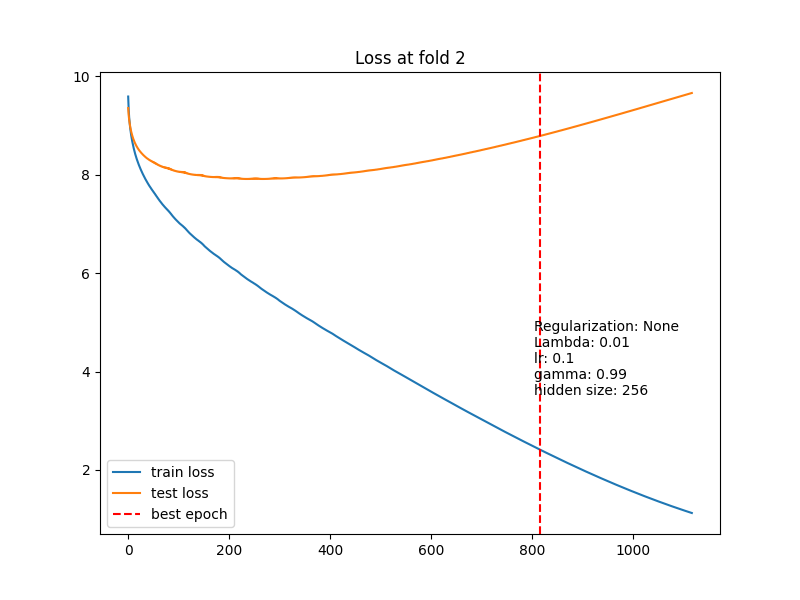 Loss at fold 2
10
8
6
4
2
Regularization: None
Lambda: 0.01
lr: 0.1
gamma: 0.99
hidden size: 256
train loss
test loss
best epoch
0 200 400 600 800 1000